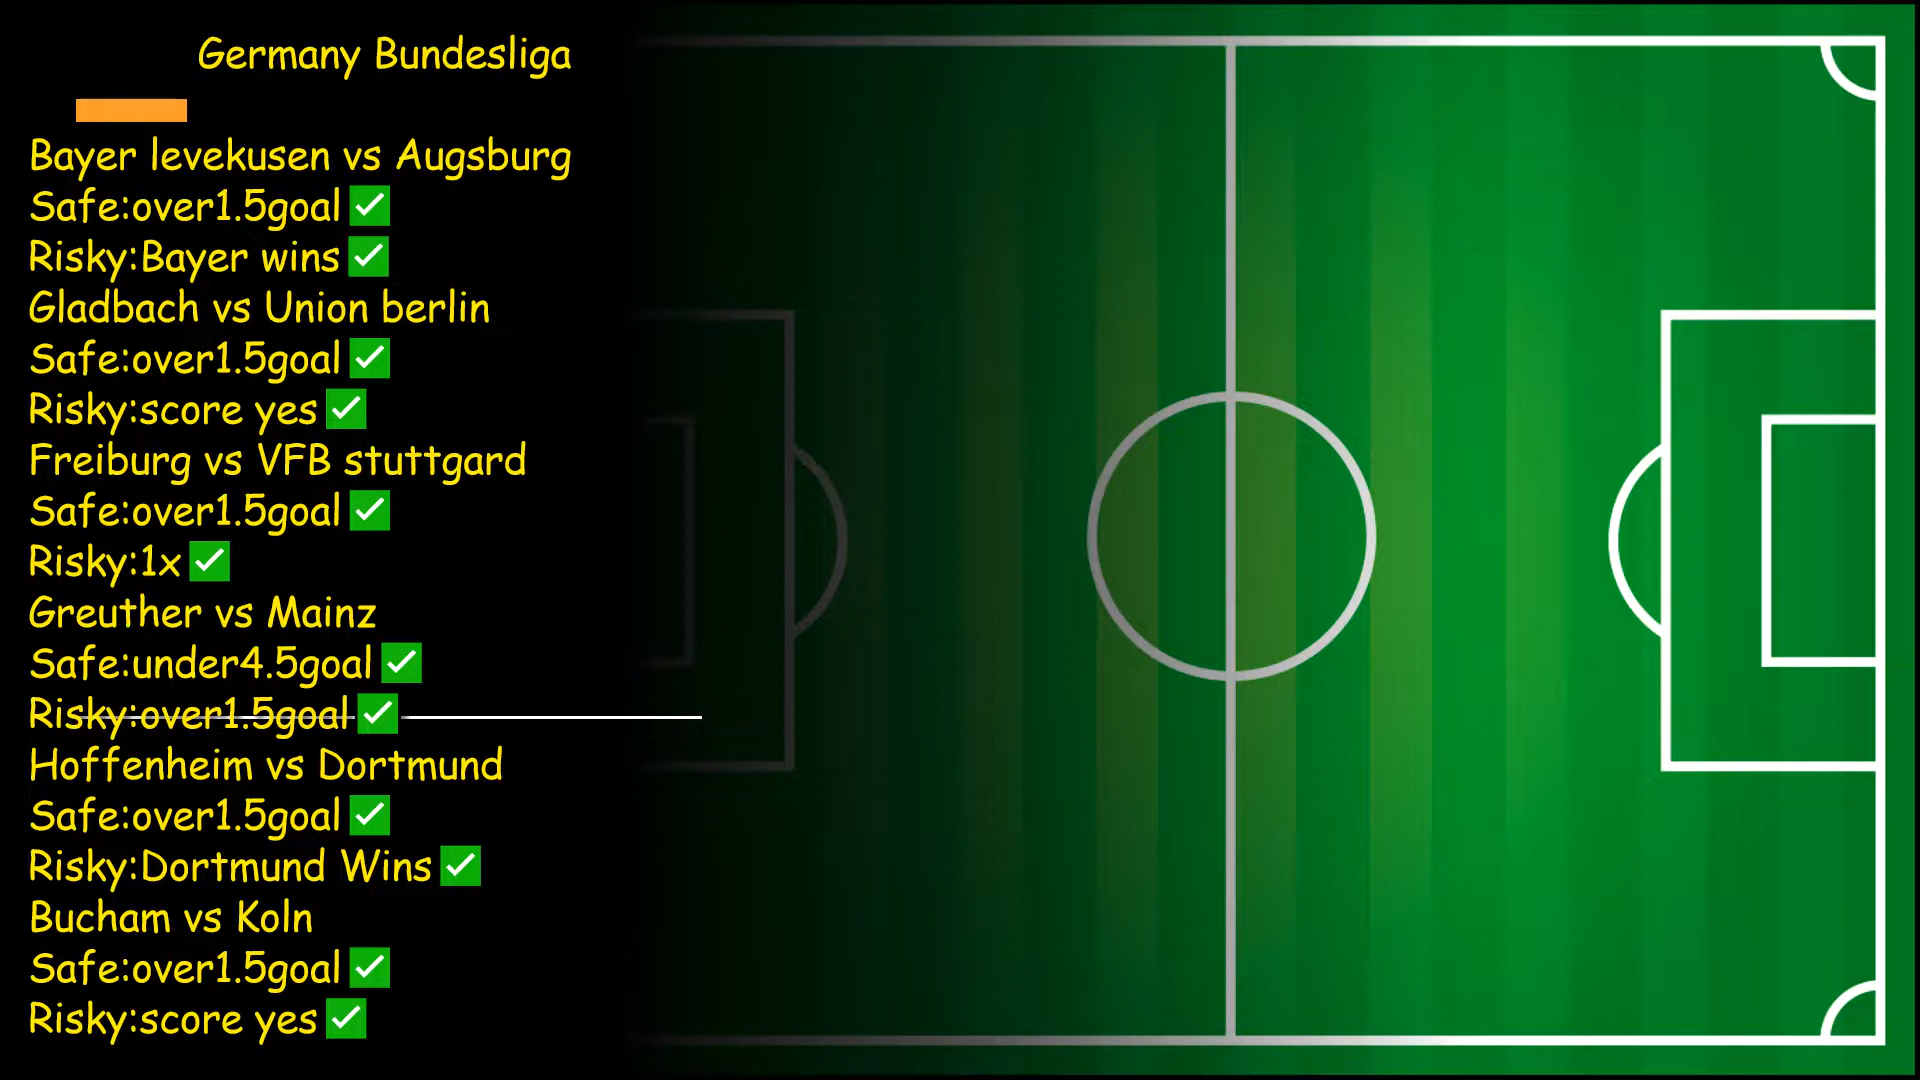 Germany Bundesliga
Bayer levekusen vs Augsburg
Safe:over1.5goal ✅
Risky:Bayer wins ✅
Gladbach vs Union berlin
Safe:over1.5goal ✅
Risky:score yes ✅
Freiburg vs VFB stuttgard
Safe:over1.5goal ✅
Risky:1x ✅
Greuther vs Mainz
Safe:under4.5goal ✅
Risky:over1.5goal ✅
Hoffenheim vs Dortmund
Safe:over1.5goal ✅
Risky:Dortmund Wins ✅
Bucham vs Koln
Safe:over1.5goal ✅
Risky:score yes ✅